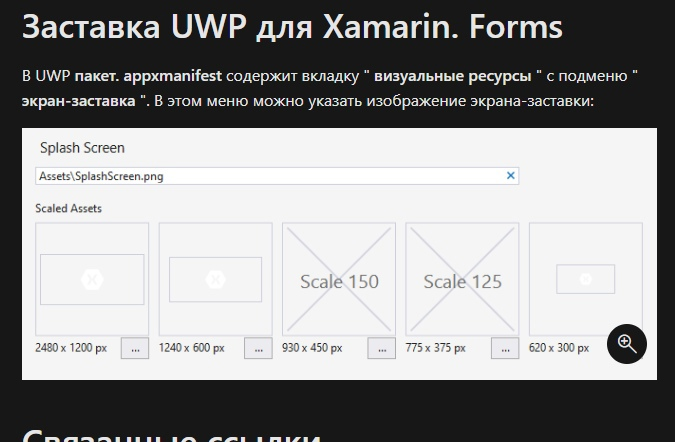 Заставка UWP для Xamarin. Forms
В UWP пакет. appxmanifest содержит вкладку " визуальные ресурсы " с подменю "
экран-заставка ". В этом меню можно указать изображение экрана-заставки:
Splash Screen
Assets\SplashScreen.png
Scaled Assets
Scale 150 Scale 125
2480 x 1200 px ... 1240 x 600 px ... 930 x 450 px ... 775 x 375 px ... 620 x 300 px
Связанные ссылки